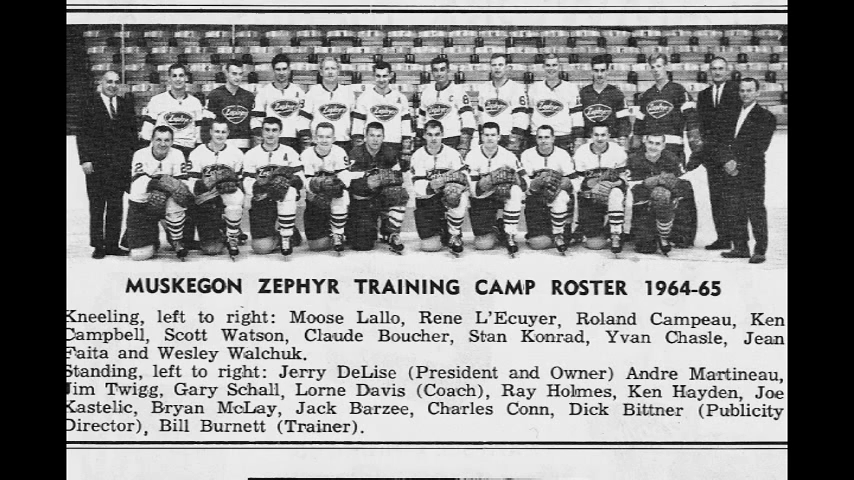 MUSKEGON ZEPHYR TRAINING CAMP ROSTER 1964-65
Kneeling, left to right: Moose Lallo, Rene L'Ecuyer, Roland Campeau, Ken
Campbell, Scott Watson, Claude Boucher, Stan Konrad, Yvan Chasle, Jean
Faita and Wesley Walchuk.
Standing, left to right: Jerry DeLise (President and Owner) Andre Martineau,
Jim Twigg, Gary Schall, Lorne Davis (Coach), Ray Holmes, Ken Hayden, Joe
Kastelic, Bryan McLay, Jack Barzee, Charles Conn, Dick Bittner (Publicity
Director), Bill Burnett (Trainer).